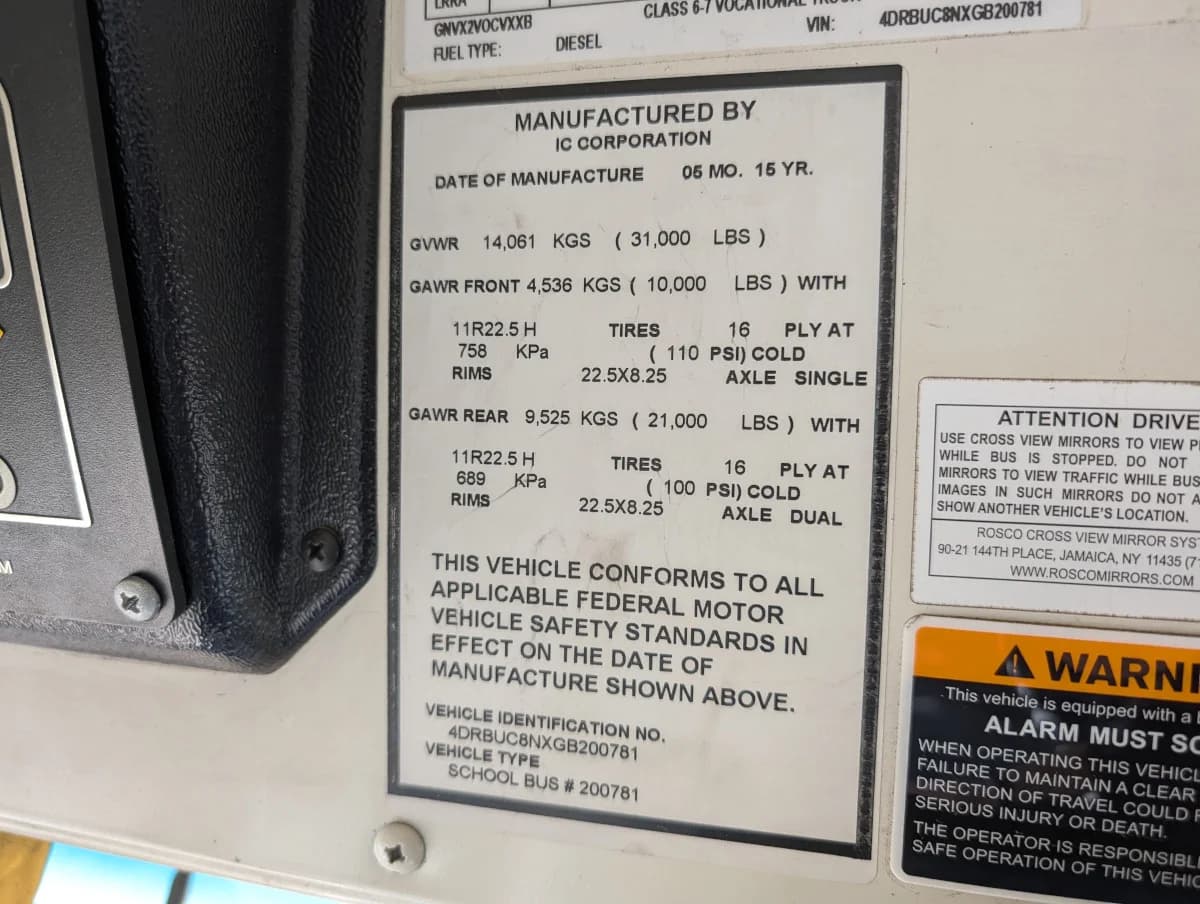 GNVX2VOCVXXB
CLASS 6-7 VOCATIONAL
FUEL TYPE: DIESEL
VIN: 4DRBUC8NXGB200781
MANUFACTURED BY
IC CORPORATION
DATE OF MANUFACTURE 05 MO. 15 YR.
GVWR 14,061 KGS ( 31,000 LBS )
GAWR FRONT 4,536 KGS ( 10,000 LBS ) WITH
11R22.5 H TIRES 16 PLY AT
758 KPa ( 110 PSI) COLD
RIMS 22.5X8.25 AXLE SINGLE
GAWR REAR 9,525 KGS ( 21,000 LBS ) WITH
11R22.5 H TIRES 16 PLY AT
689 KPa ( 100 PSI) COLD
RIMS 22.5X8.25 AXLE DUAL
THIS VEHICLE CONFORMS TO ALL
APPLICABLE FEDERAL MOTOR
VEHICLE SAFETY STANDARDS IN
EFFECT ON THE DATE OF
MANUFACTURE SHOWN ABOVE.
VEHICLE IDENTIFICATION NO.
4DRBUC8NXGB200781
VEHICLE TYPE
SCHOOL BUS # 200781
ATTENTION DRIVE
USE CROSS VIEW MIRRORS TO VIEW
WHILE BUS IS STOPPED. DO NOT
MIRRORS TO VIEW TRAFFIC WHILE BUS
IMAGES IN SUCH MIRRORS DO NOT
SHOW ANOTHER VEHICLE'S LOCATION.
ROSCO CROSS VIEW MIRROR SYST
90-21 144TH PLACE, JAMAICA, NY 11435
WWW.ROSCOMIRRORS.COM
WARNI
This vehicle is equipped with a
ALARM MUST SO
WHEN OPERATING THIS VEHICL
FAILURE TO MAINTAIN A CLEAR
DIRECTION OF TRAVEL COULD
SERIOUS INJURY OR DEATH.
THE OPERATOR IS RESPONSIBL
SAFE OPERATION OF THIS VEHIC